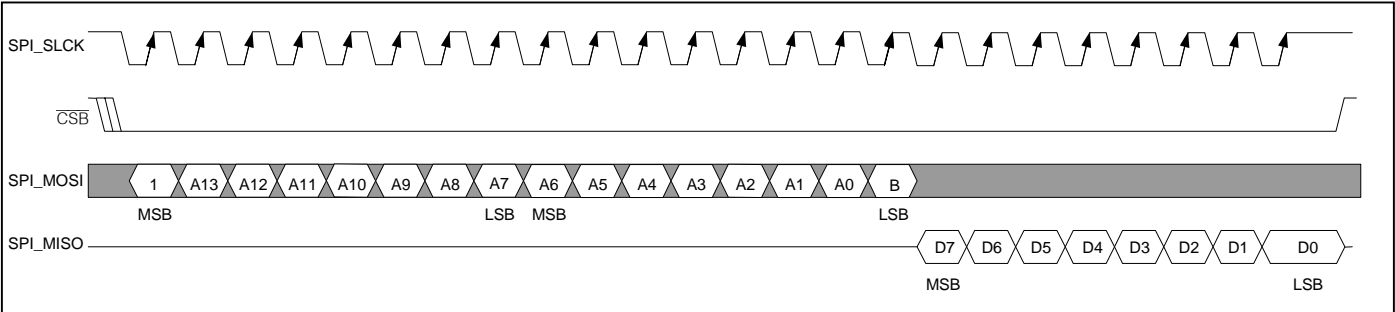 SPI_SLCK
CSB
SPI_MOSI 1 A13 A12 A11 A10 A9 A8 A7 A6 A5 A4 A3 A2 A1 A0 B
MSB LSB MSB LSB
SPI_MISO D7 D6 D5 D4 D3 D2 D1 D0
MSB LSB